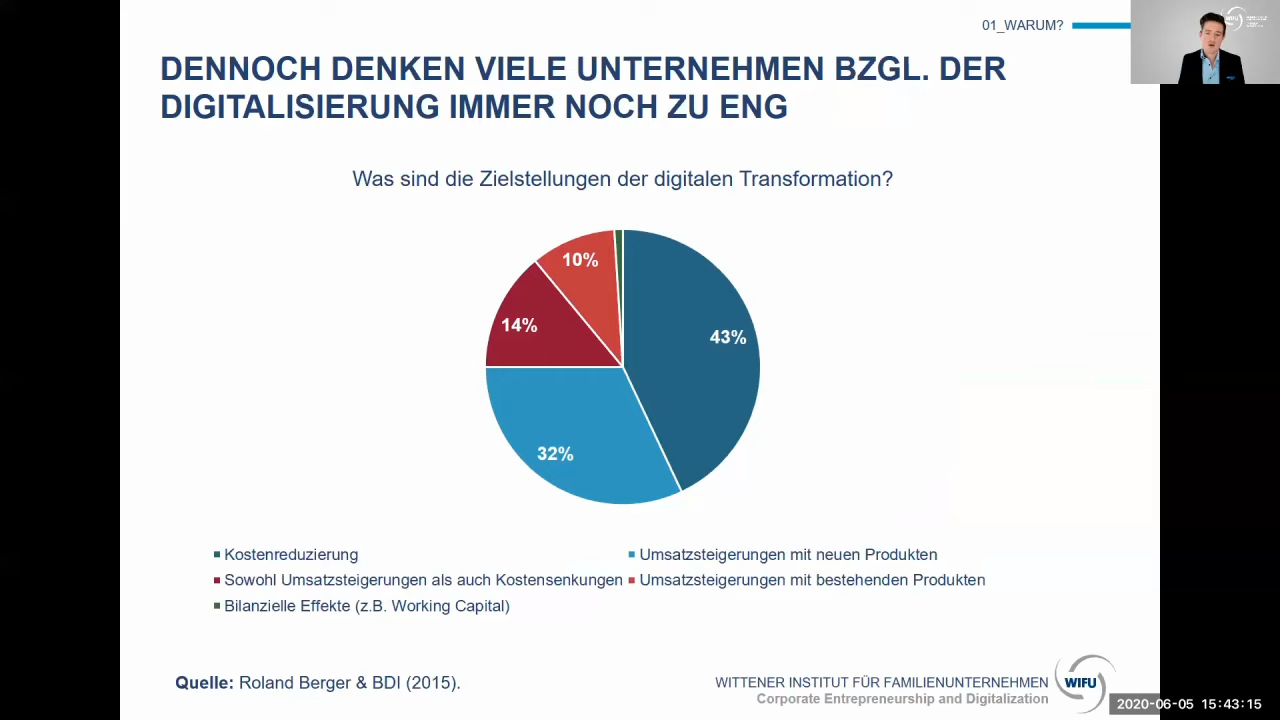 01_WARUM?
WIFU
DENNOCH DENKEN VIELE UNTERNEHMEN BZGL. DER
DIGITALISIERUNG IMMER NOCH ZU ENG
Was sind die Zielstellungen der digitalen Transformation?
10%
14%
43%
32%
Kostenreduzierung
Umsatzsteigerungen mit neuen Produkten
Sowohl Umsatzsteigerungen als auch Kostensenkungen
Umsatzsteigerungen mit bestehenden Produkten
Bilanzielle Effekte (z.B. Working Capital)
Quelle: Roland Berger & BDI (2015).
WITTENER INSTITUT FÜR FAMILIENUNTERNEHMEN
Corporate Entrepreneurship and Digitalization
WIFU
2020-06-05 15:43:15